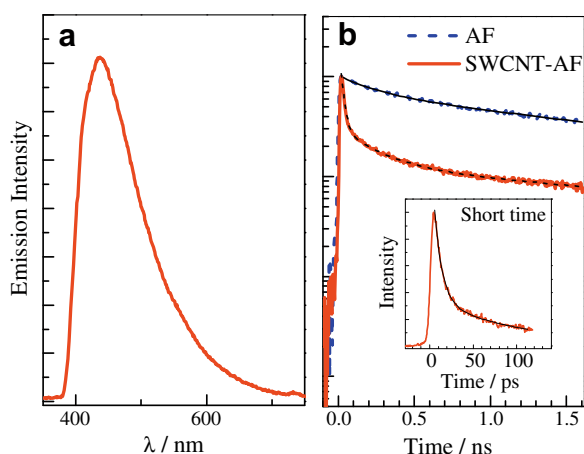 a
Emission Intensity
400
600
λ / nm
b
AF
SWCNT-AF
Short time
Intensity
0
50
100
Time / ps
0.0
0.5
1.0
1.5
Time / ns